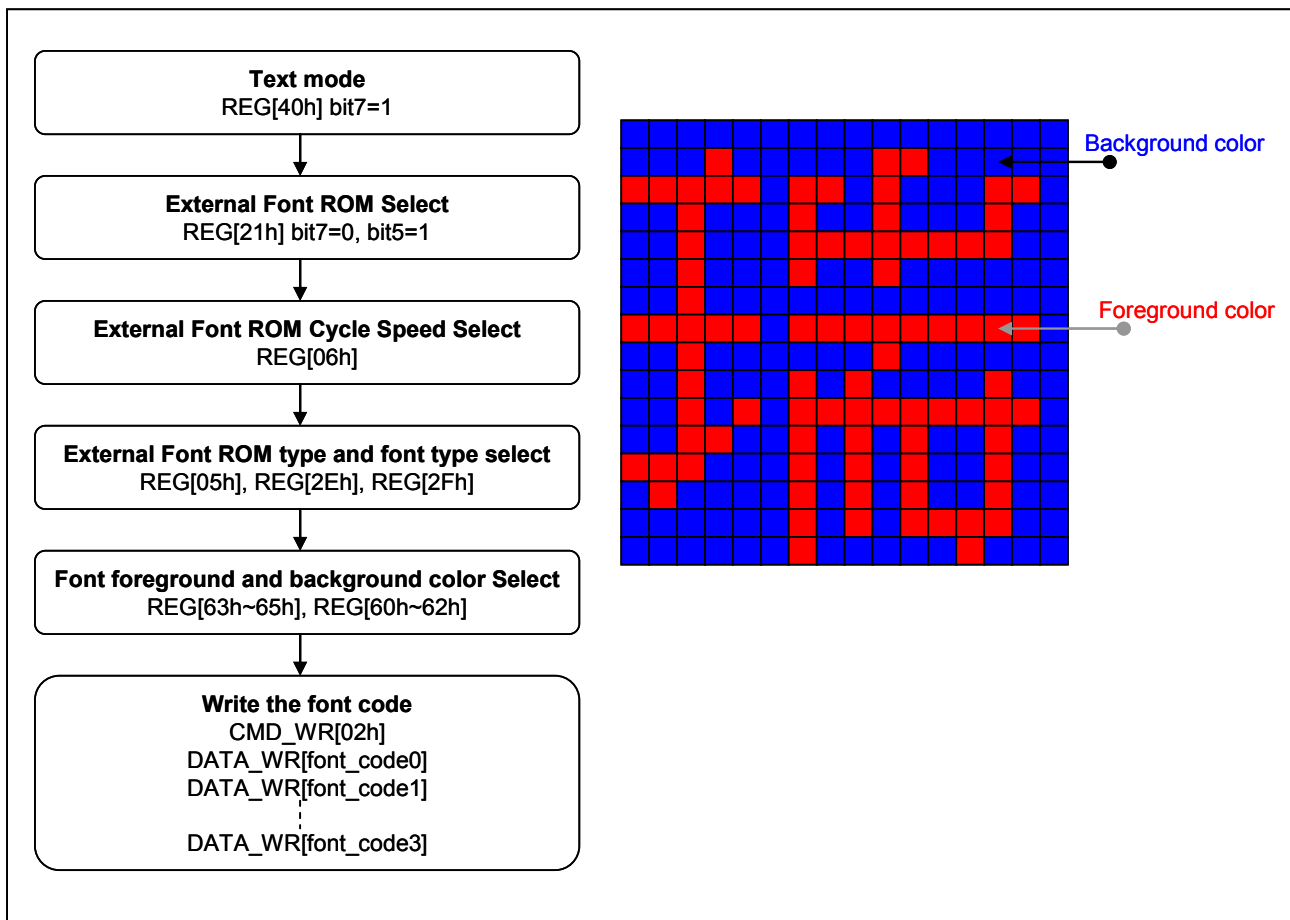 Text mode
REG[40h] bit7=1
External Font ROM Select
REG[21h] bit7=0, bit5=1
External Font ROM Cycle Speed Select
REG[06h]
External Font ROM type and font type select
REG[05h], REG[2Eh], REG[2Fh]
Font foreground and background color Select
REG[63h~65h], REG[60h~62h]
Write the font code
CMD_WR[02h]
DATA_WR[font_code0]
DATA_WR[font_code1]
DATA_WR[font_code3]
Background color
Foreground color